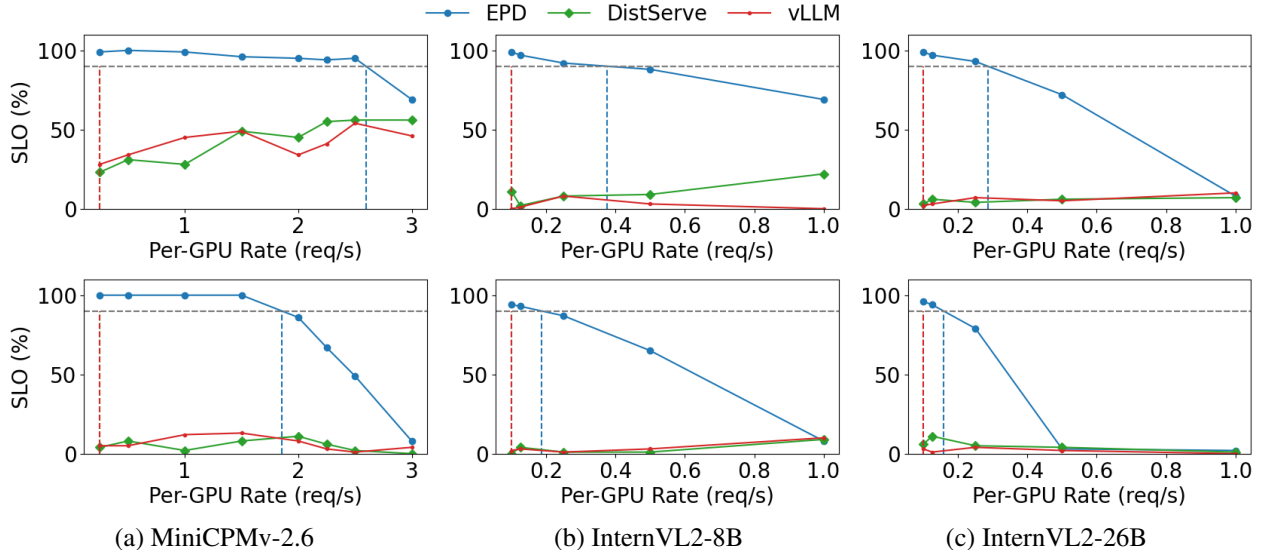 EPD DistServe vLLM
100
50
0
SLO (%)
1 2 3
Per-GPU Rate (req/s)
0.2 0.4 0.6 0.8 1.0
Per-GPU Rate (req/s)
100
50
0
0.2 0.4 0.6 0.8 1.0
Per-GPU Rate (req/s)
100
50
0
SLO (%)
100
50
0
1 2 3
Per-GPU Rate (req/s)
100
50
0
0.2 0.4 0.6 0.8 1.0
Per-GPU Rate (req/s)
100
50
0
0.2 0.4 0.6 0.8 1.0
Per-GPU Rate (req/s)
(a) MiniCPMv-2.6
(b) InternVL2-8B
(c) InternVL2-26B